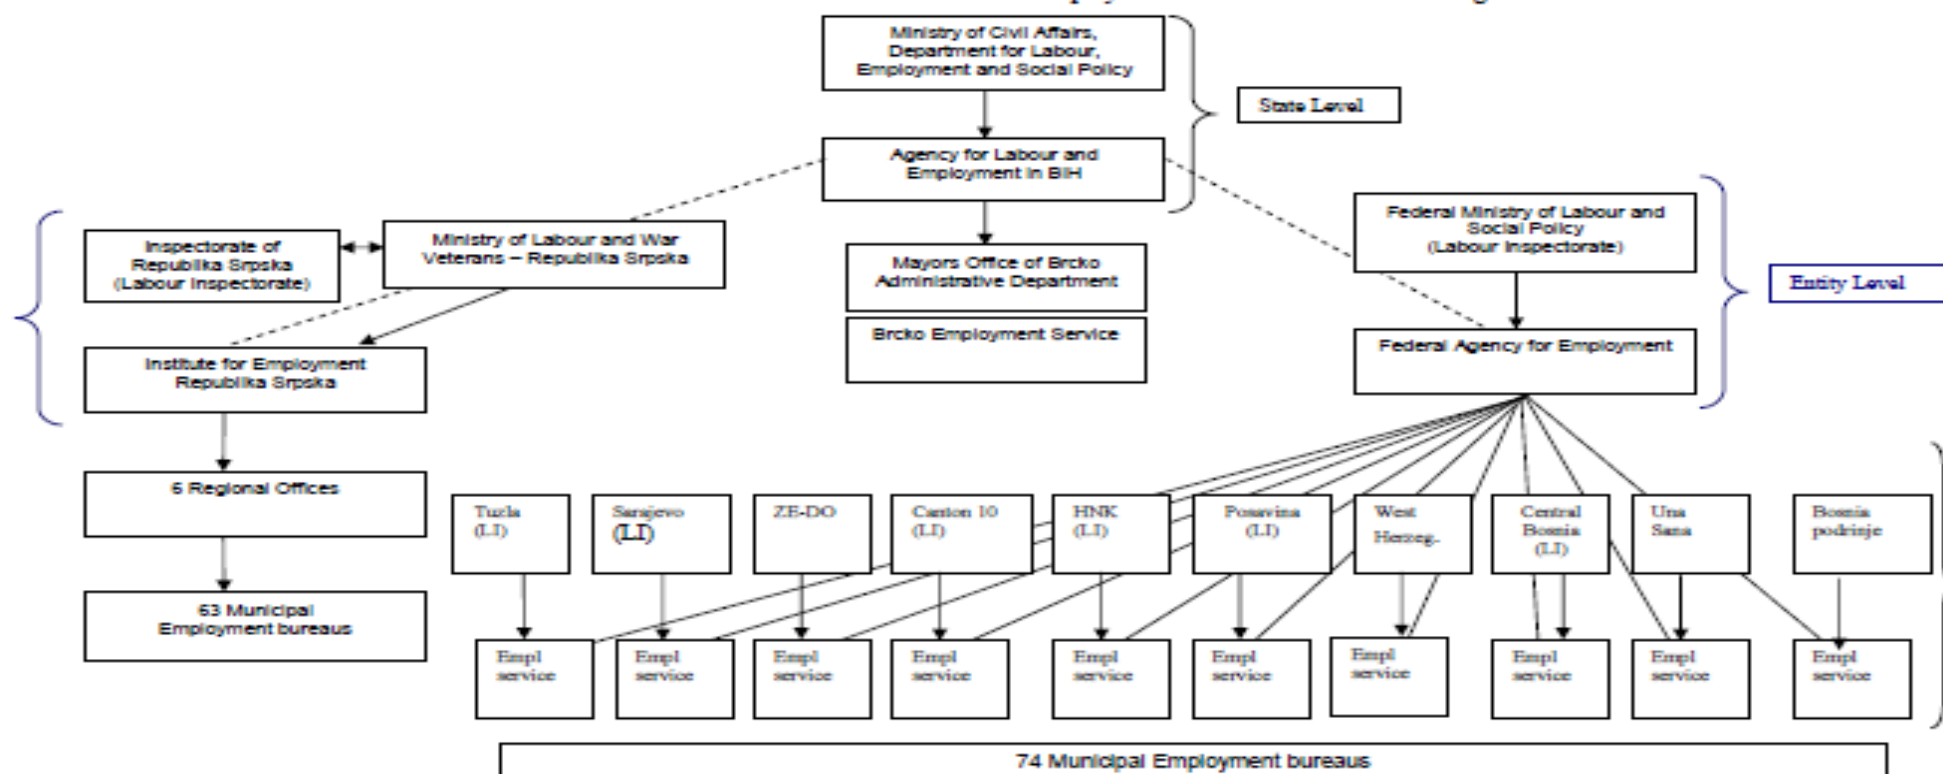 Ministry of Civil Affairs,
Department for Labour,
Employment and Social Policy
State Level
Agency for Labour and
Employment in BIH
Federal Ministry of Labour and
Social Policy
(Labour Inspectorate)
Inspectorate of
Republika Srpska
(Labour Inspectorate)
Ministry of Labour and War
Veterans – Republika Srpska
Mayors Office of Brcko
Administrative Department
Entity Level
Brcko Employment Service
Federal Agency for Employment
Institute for Employment
Republika Srpska
6 Regional Offices
63 Municipal
Employment bureaus
Tuzla
(LI)
Sarajevo
(LI)
ZE-DO
Canton 10
(LI)
HNK
(LI)
Posavina
(LI)
West
Herzeg.
Central
Bosnia
(LI)
Una
Sana
Bosnia
podrinje
Empl
service
Empl
service
Empl
service
Empl
service
Empl
service
Empl
service
Empl
service
Empl
service
Empl
service
Empl
service
74 Municipal Employment bureaus